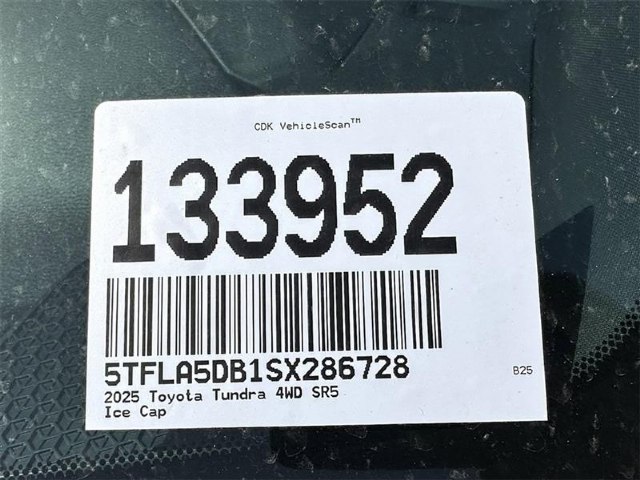 CDK VehicleScan™
133952
5TFLA5DB1SX286728
B25
2025 Toyota Tundra 4WD SR5
Ice Cap